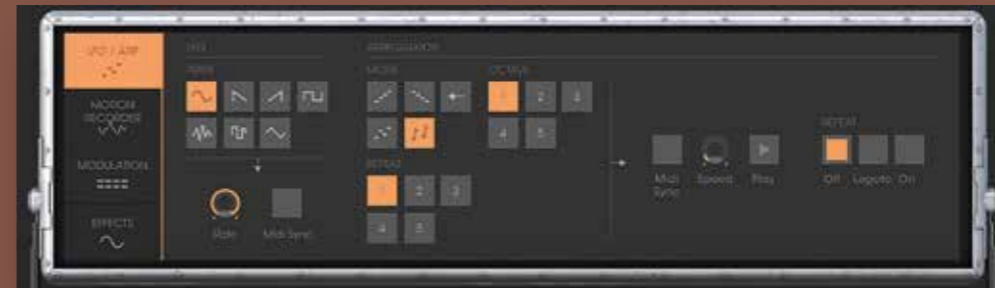 LFO / ARP
MOTION
RECORDER
MODULATION
EFFECTS
LFO
ARPEGGIATOR
MODE
OCTAVE
1 2 3
4 5
REPEAT
1 2 3
4 5
Rate
Midi Sync
Midi
Sync
Speed
Play
REPEAT
Off
Legato
On